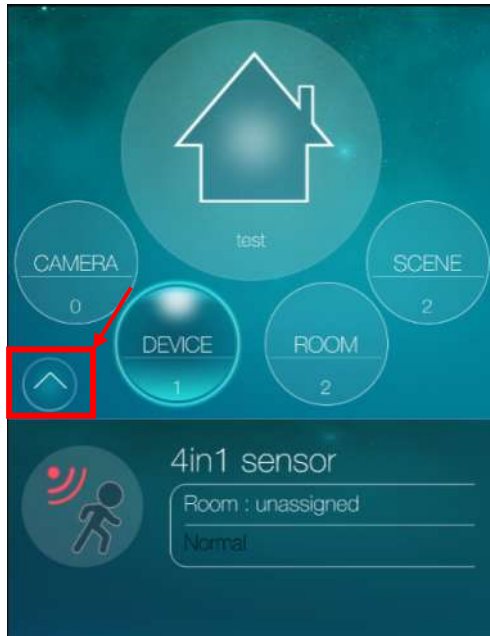 test
CAMERA
0
SCENE
2
DEVICE
1
ROOM
2
4in1 sensor
Room : unassigned
Normal